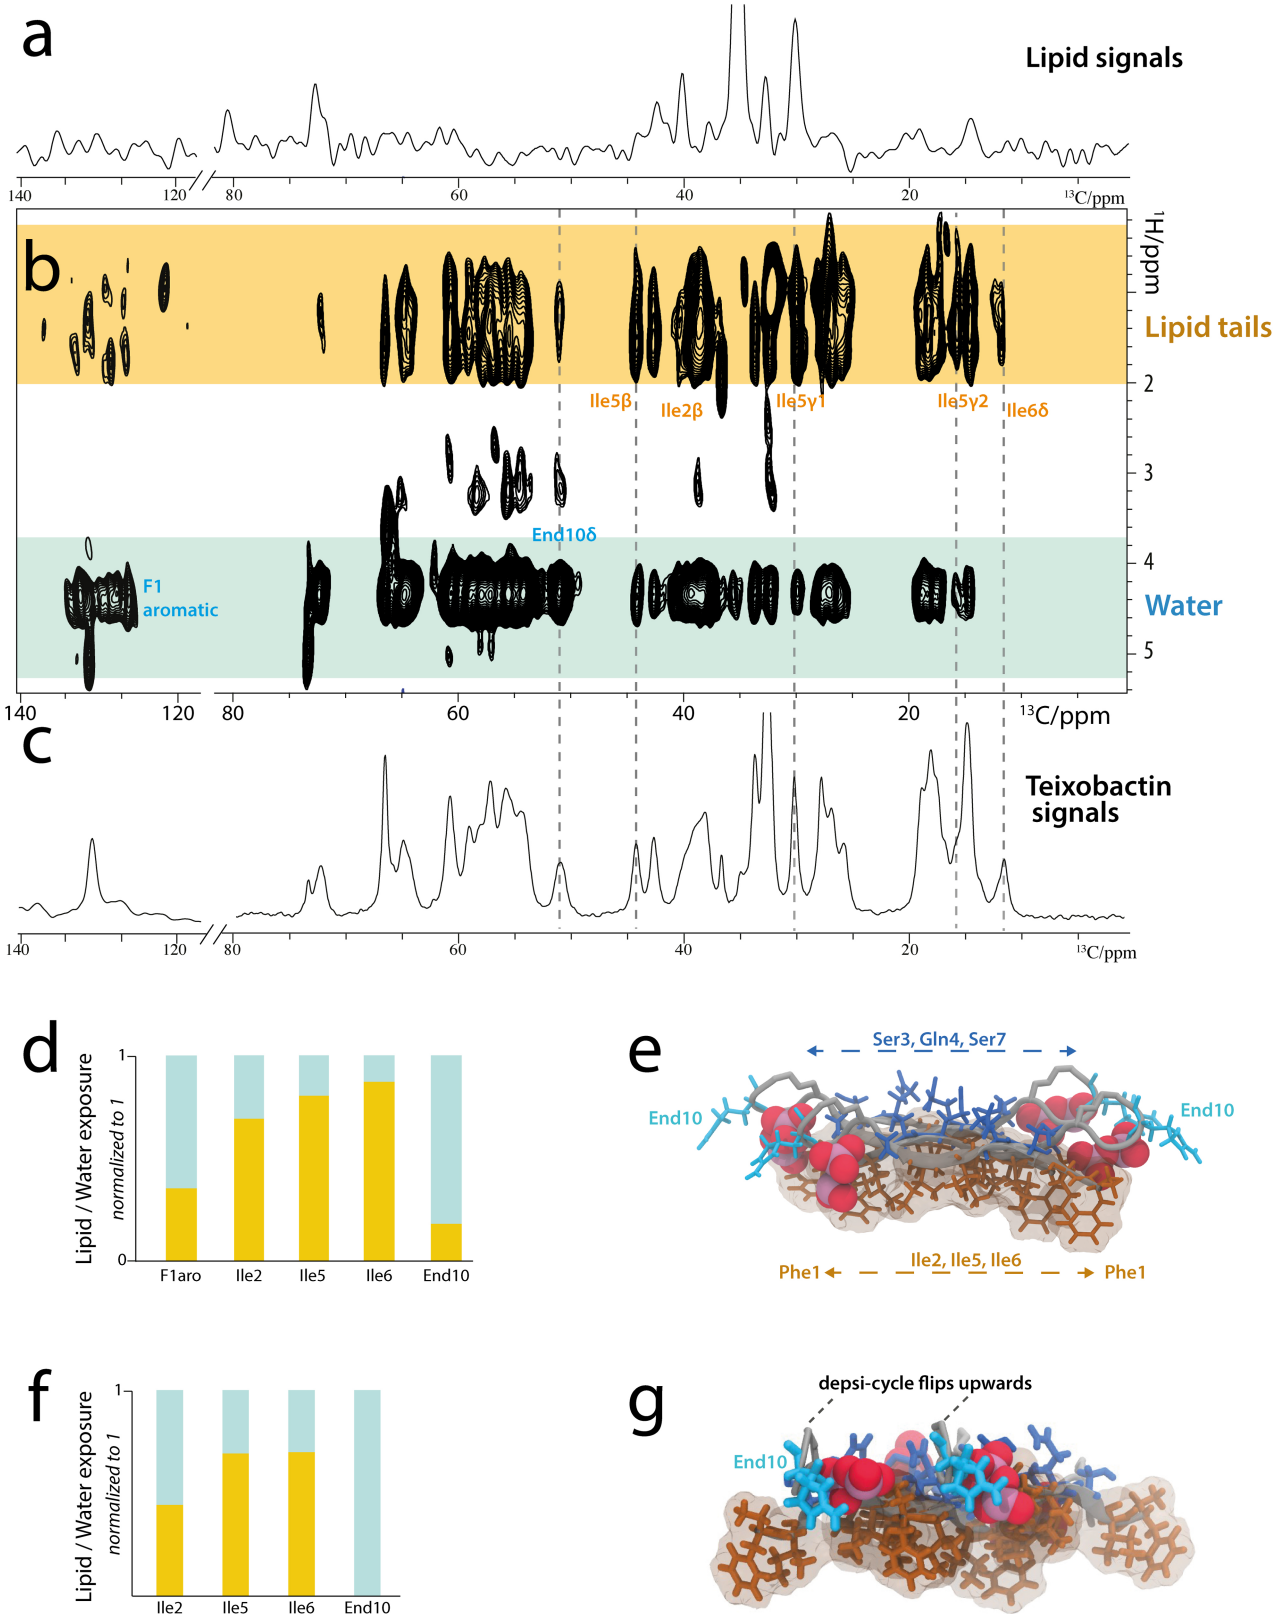 a
Lipid signals
140
120
80
60
40
20
¹³C/ppm
b
¹H/ppm
Lipid tails
2
Ile5β
Ile2β
Ile5γ1
Ile5γ2
Ile6δ
3
End10δ
4
F1
aromatic
Water
5
140
120
80
60
40
20
¹³C/ppm
c
Teixobactin
signals
140
120
80
60
40
20
¹³C/ppm
d
Lipid / Water exposure
normalized to 1
1
0
F1aro
Ile2
Ile5
Ile6
End10
e
Ser3, Gln4, Ser7
End10
End10
Ile2, Ile5, Ile6
Phe1
Phe1
f
Lipid / Water exposure
normalized to 1
1
Ile2
Ile5
Ile6
End10
g
depsi-cycle flips upwards
End10